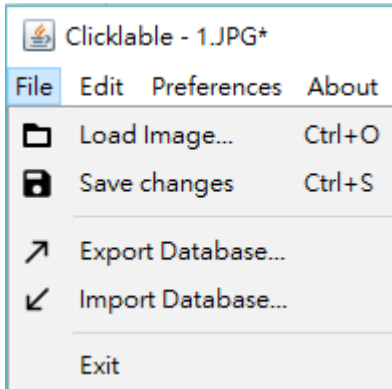 Clicklable - 1.JPG*
File Edit Preferences About
Load Image... Ctrl+O
Save changes Ctrl+S
Export Database...
Import Database...
Exit